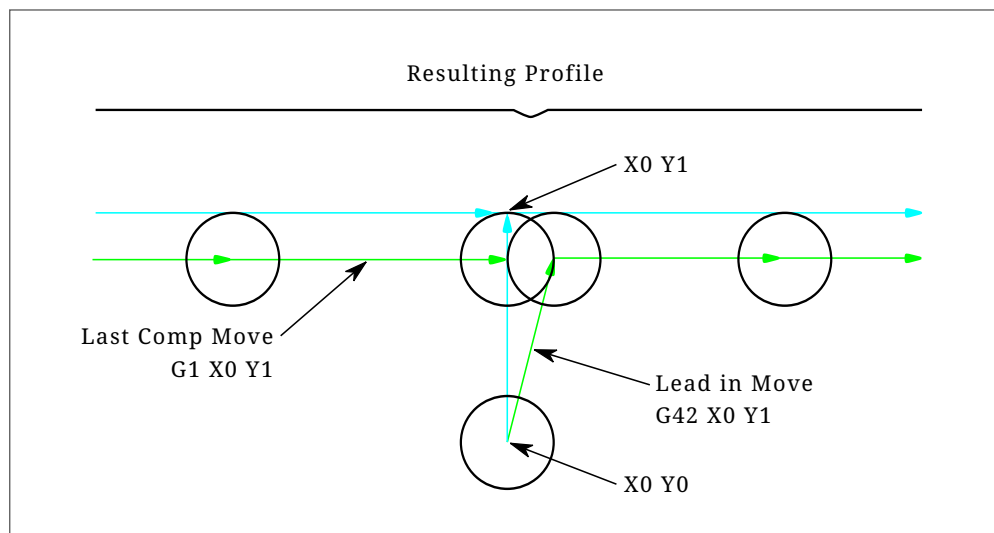 Resulting Profile
X0 Y1
Last Comp Move
G1 X0 Y1
Lead in Move
G42 X0 Y1
X0 Y0